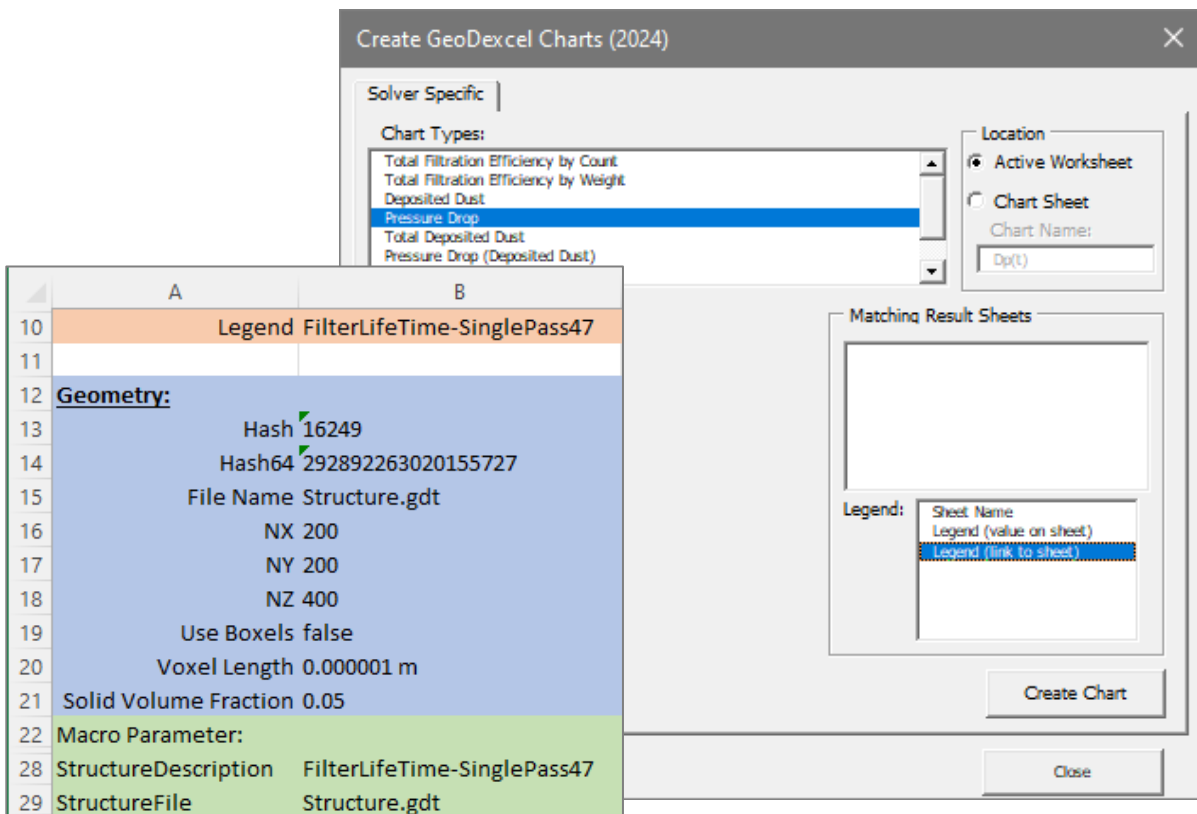 Create GeoDexcel Charts (2024)
Solver Specific
Chart Types:
Total Filtration Efficiency by Count
Total Filtration Efficiency by Weight
Deposited Dust
Pressure Drop
Total Deposited Dust
Pressure Drop (Deposited Dust)
Location
Active Worksheet
Chart Sheet
Chart Name:
Dp(t)
Matching Result Sheets
Legend:
Sheet Name
Legend (value on sheet)
Legend (link to sheet)
Create Chart
Close
A B
10 Legend FilterLifeTime-SinglePass47
11
12 Geometry:
13 Hash 16249
14 Hash64 292892263020155727
15 File Name Structure.gdt
16 NX 200
17 NY 200
18 NZ 400
19 Use Boxels false
20 Voxel Length 0.000001 m
21 Solid Volume Fraction 0.05
22 Macro Parameter:
28 StructureDescription FilterLifeTime-SinglePass47
29 StructureFile Structure.gdt